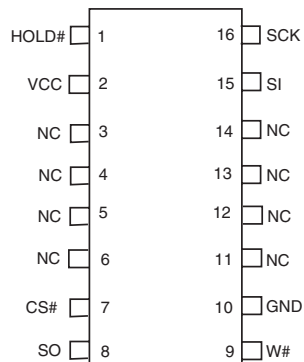 HOLD# 1 16 SCK
VCC 2 15 SI
NC 3 14 NC
NC 4 13 NC
NC 5 12 NC
NC 6 11 NC
CS# 7 10 GND
SO 8 9 W#